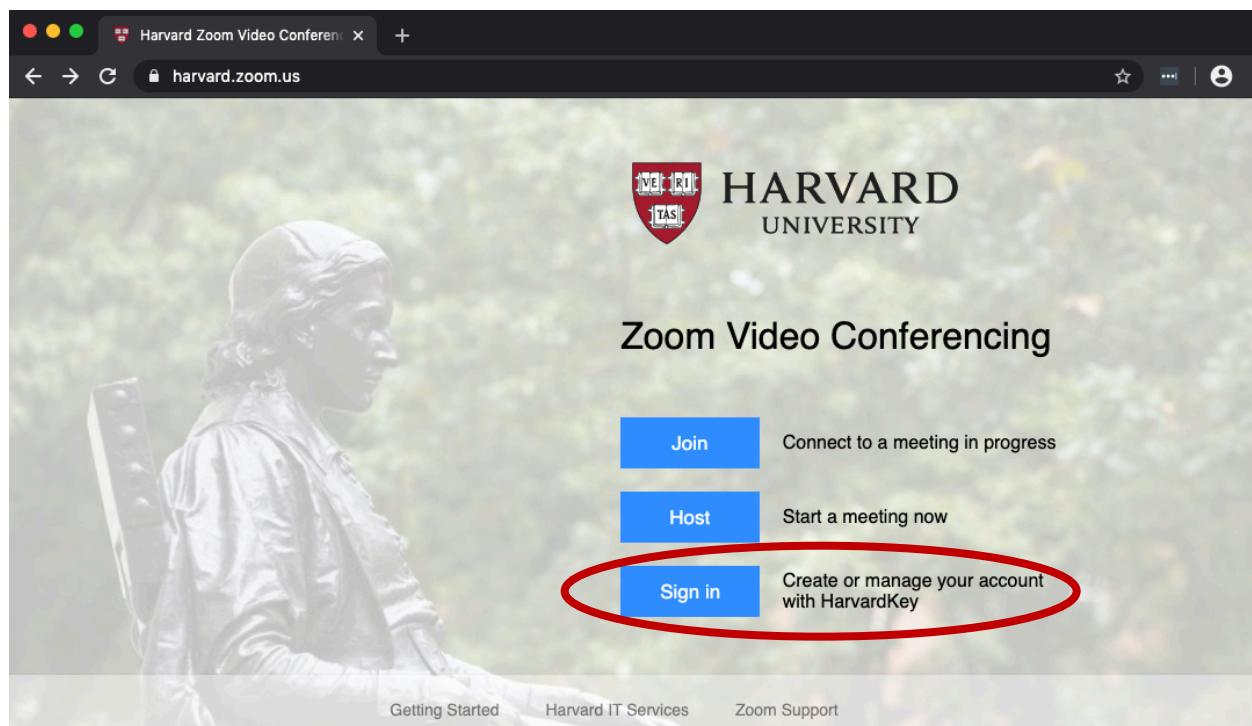 Harvard Zoom Video Conferenc
harvard.zoom.us
VE RI
TAS
HARVARD
UNIVERSITY
Zoom Video Conferencing
Join Connect to a meeting in progress
Host Start a meeting now
Sign in Create or manage your account
with HarvardKey
Getting Started Harvard IT Services Zoom Support